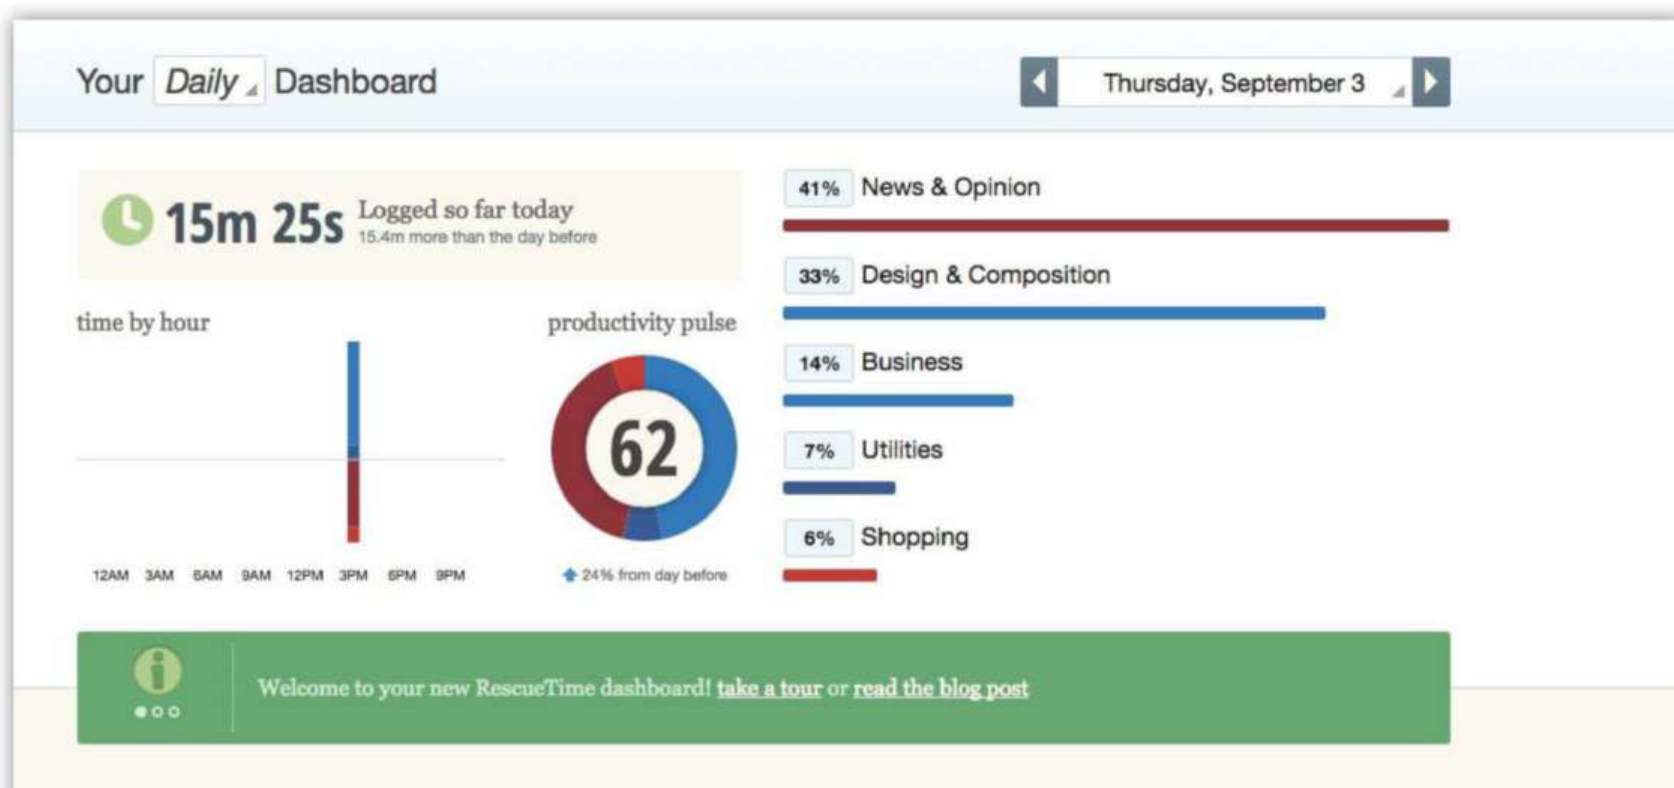 Your Daily Dashboard
Thursday, September 3
15m 25s Logged so far today
15.4m more than the day before
time by hour
12AM 3AM 6AM 9AM 12PM 3PM 6PM 9PM
productivity pulse
62
24% from day before
41% News & Opinion
33% Design & Composition
14% Business
7% Utilities
6% Shopping
Welcome to your new RescueTime dashboard! take a tour or read the blog post